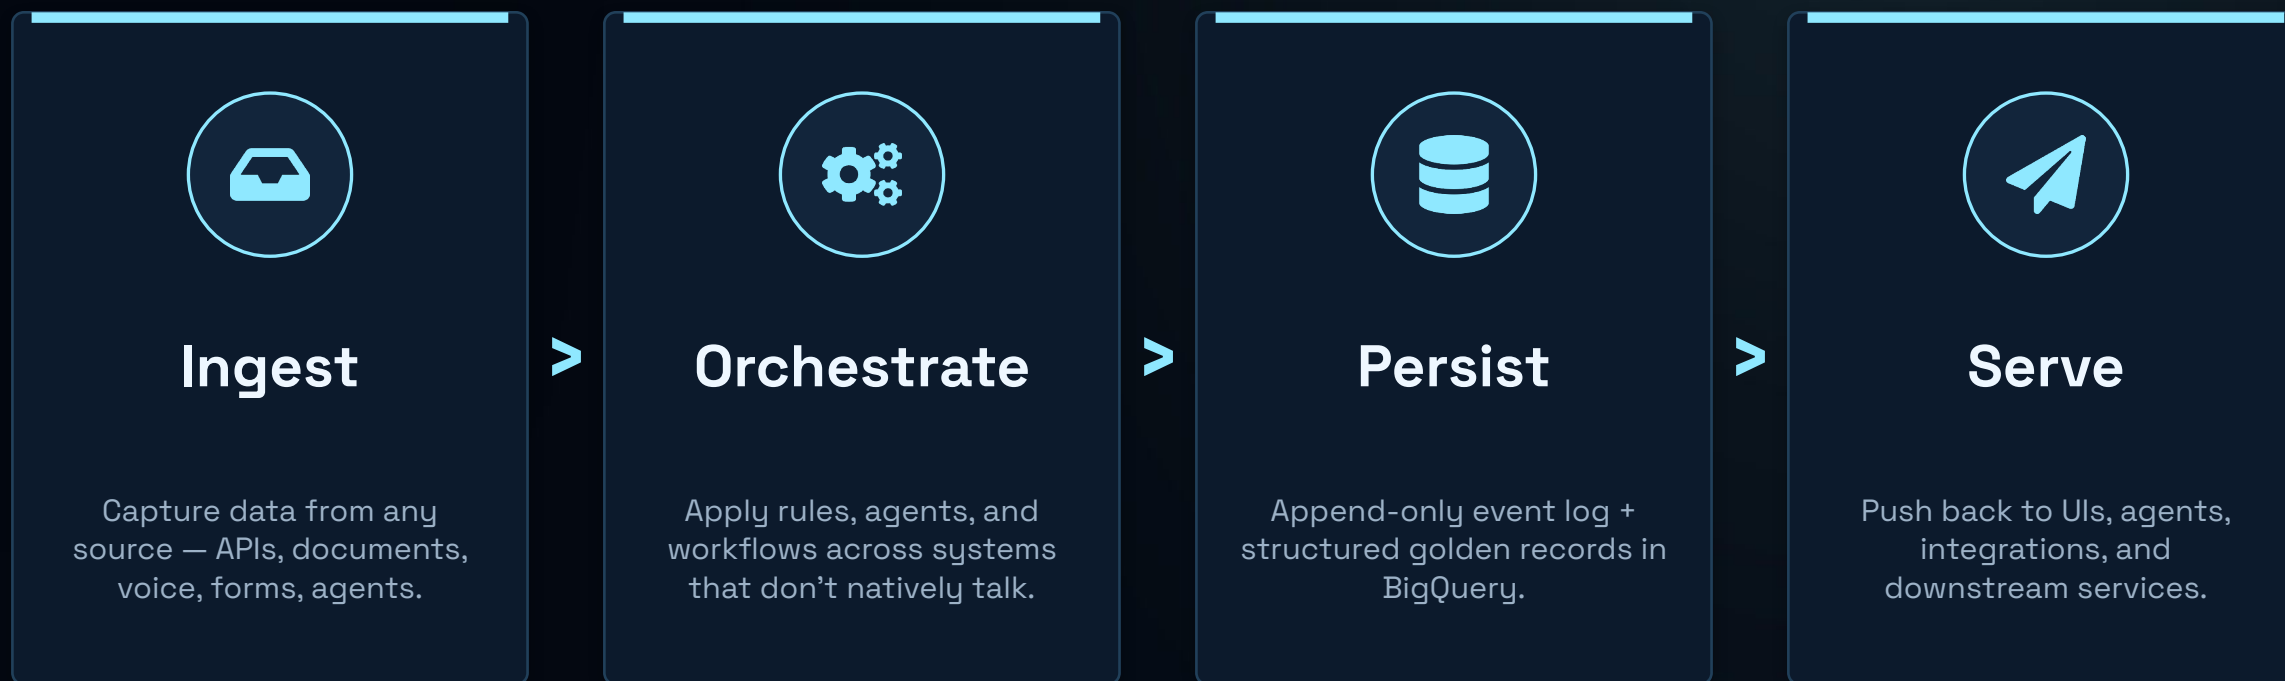 Ingest
Capture data from any
source — APIs, documents,
voice, forms, agents.
>
Orchestrate
Apply rules, agents, and
workflows across systems
that don’t natively talk.
>
Persist
Append-only event log +
structured golden records in
BigQuery.
>
Serve
Push back to UIs, agents,
integrations, and
downstream services.